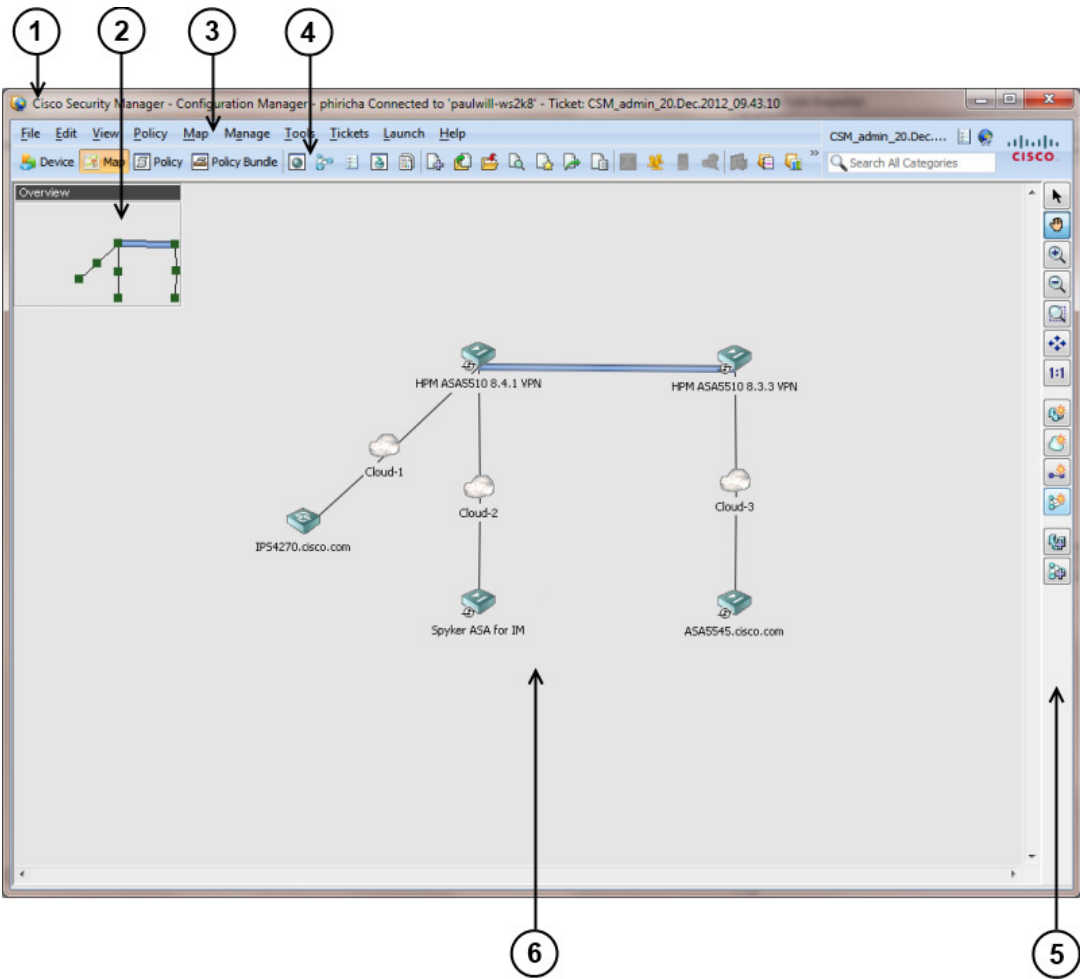 1 2 3 4
Cisco Security Manager - Configuration Manager - phiricha Connected to 'paulwill-ws2k8' - Ticket: CSM_admin_20.Dec.2012_09.43.10
File Edit View Policy Map Manage Tools Tickets Launch Help
CSM_admin_20.Dec....
Device Map Policy Policy Bundle
»
Search All Categories
CISCO
Overview
1:1
HPM ASA5510 8.4.1 VPN
HPM ASA5510 8.3.3 VPN
Cloud-1
Cloud-2
Cloud-3
IPS4270.cisco.com
Spyker ASA for IM
ASA5545.cisco.com
6 5